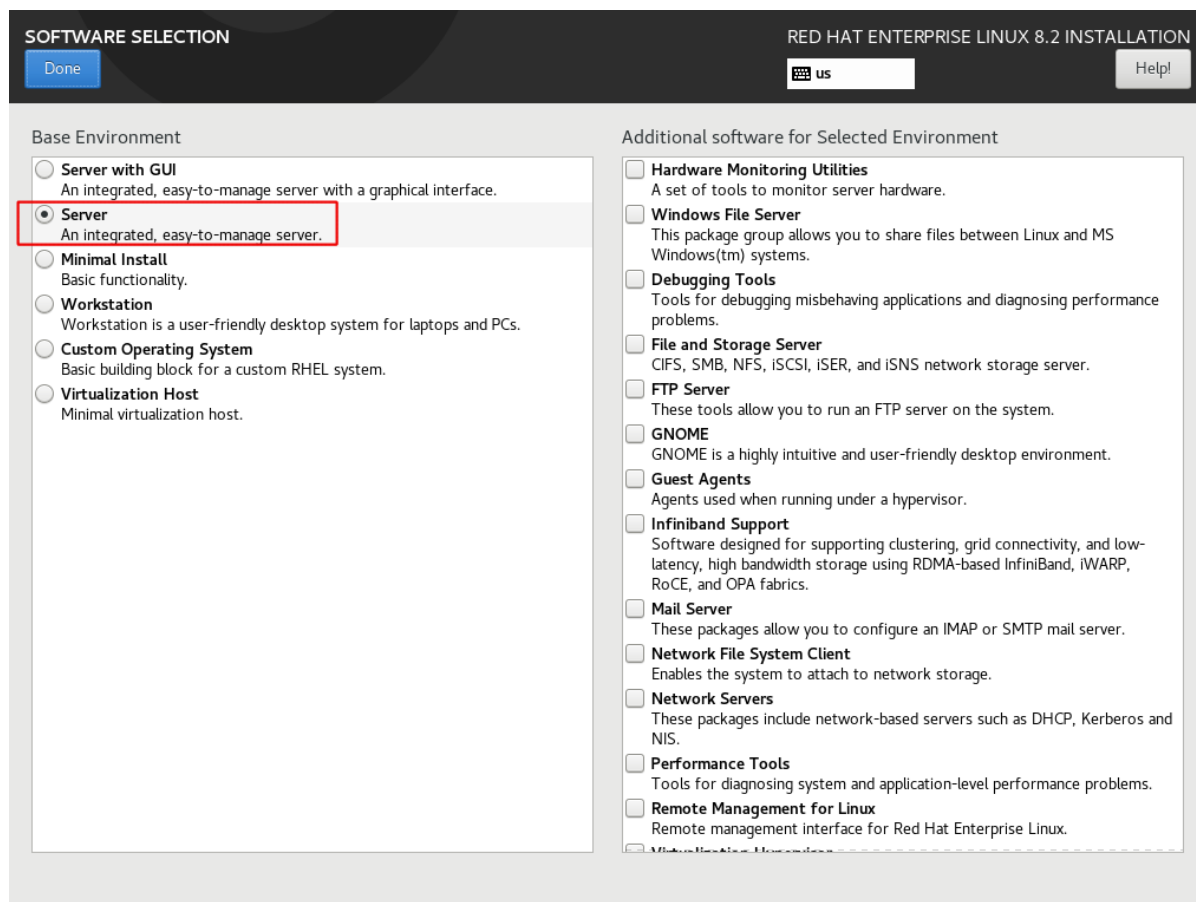 SOFTWARE SELECTION
Done
RED HAT ENTERPRISE LINUX 8.2 INSTALLATION
us
Help!
Base Environment
Server with GUI
An integrated, easy-to-manage server with a graphical interface.
Server
An integrated, easy-to-manage server.
Minimal Install
Basic functionality.
Workstation
Workstation is a user-friendly desktop system for laptops and PCs.
Custom Operating System
Basic building block for a custom RHEL system.
Virtualization Host
Minimal virtualization host.
Additional software for Selected Environment
Hardware Monitoring Utilities
A set of tools to monitor server hardware.
Windows File Server
This package group allows you to share files between Linux and MS
Windows(tm) systems.
Debugging Tools
Tools for debugging misbehaving applications and diagnosing performance
problems.
File and Storage Server
CIFS, SMB, NFS, iSCSI, iSER, and iSNS network storage server.
FTP Server
These tools allow you to run an FTP server on the system.
GNOME
GNOME is a highly intuitive and user-friendly desktop environment.
Guest Agents
Agents used when running under a hypervisor.
Infiniband Support
Software designed for supporting clustering, grid connectivity, and low-
latency, high bandwidth storage using RDMA-based InfiniBand, iWARP,
RoCE, and OPA fabrics.
Mail Server
These packages allow you to configure an IMAP or SMTP mail server.
Network File System Client
Enables the system to attach to network storage.
Network Servers
These packages include network-based servers such as DHCP, Kerberos and
NIS.
Performance Tools
Tools for diagnosing system and application-level performance problems.
Remote Management for Linux
Remote management interface for Red Hat Enterprise Linux.
Virtualization Hypervisor